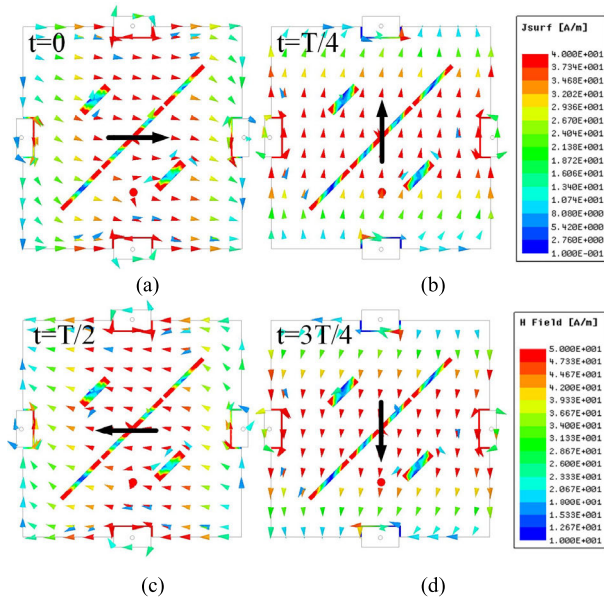 t=0
t=T/4
Jsurf [A/m]
4.000E+001
3.734E+001
3.468E+001
3.202E+001
2.936E+001
2.670E+001
2.404E+001
2.138E+001
1.872E+001
1.606E+001
1.340E+001
1.074E+001
8.080E+000
5.420E+000
2.760E+000
1.000E-001
(a)
(b)
t=T/2
t=3T/4
H Field [A/m]
5.000E+001
4.733E+001
4.467E+001
4.200E+001
3.933E+001
3.667E+001
3.400E+001
3.133E+001
2.867E+001
2.600E+001
2.333E+001
2.067E+001
1.800E+001
1.533E+001
1.267E+001
1.000E+001
(c)
(d)